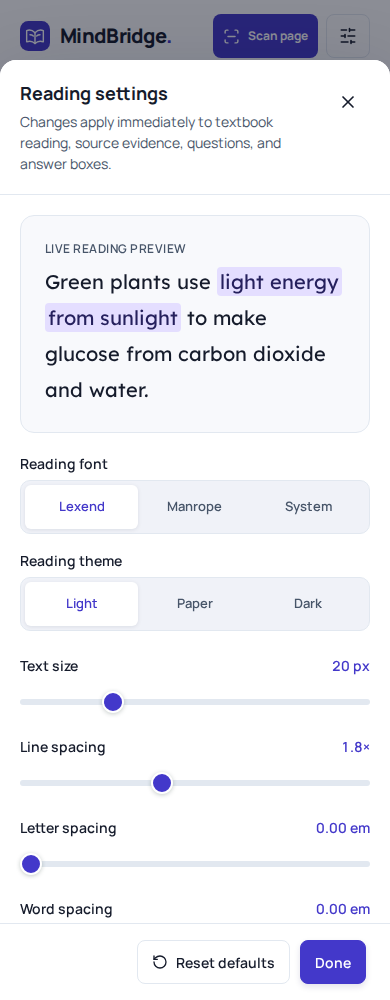 MindBridge.
Scan page
Reading settings
Changes apply immediately to textbook
reading, source evidence, questions, and
answer boxes.
LIVE READING PREVIEW
Green plants use light energy
from sunlight to make
glucose from carbon dioxide
and water.
Reading font
Lexend Manrope System
Reading theme
Light Paper Dark
Text size 20 px
Line spacing 1.8×
Letter spacing 0.00 em
Word spacing 0.00 em
Reset defaults Done